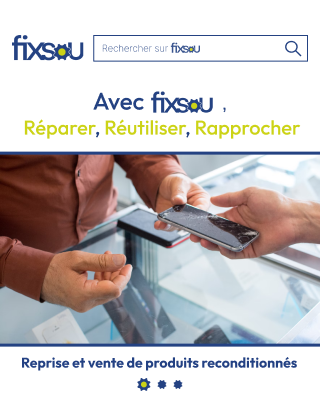 fixsou
Rechercher sur fixsou
Avec fixsou ,
Réparer, Réutiliser, Rapprocher
Reprise et vente de produits reconditionnés